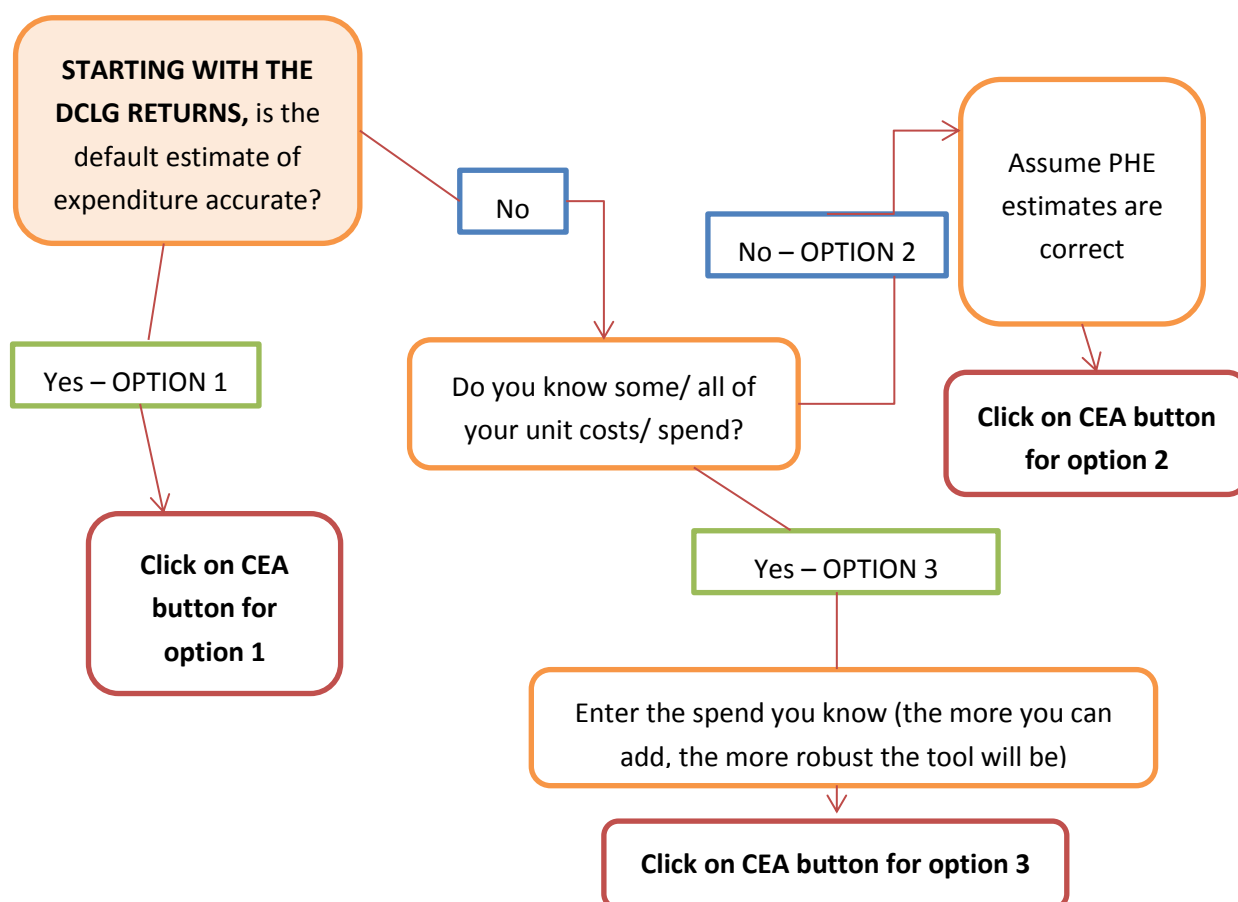 STARTING WITH THE
DCLG RETURNS, is the
default estimate of
expenditure accurate?
No
No – OPTION 2
Assume PHE
estimates are
correct
Yes – OPTION 1
Do you know some/ all of
your unit costs/ spend?
Click on CEA button
for option 2
Click on CEA
button for
option 1
Yes – OPTION 3
Enter the spend you know (the more you can
add, the more robust the tool will be)
Click on CEA button for option 3